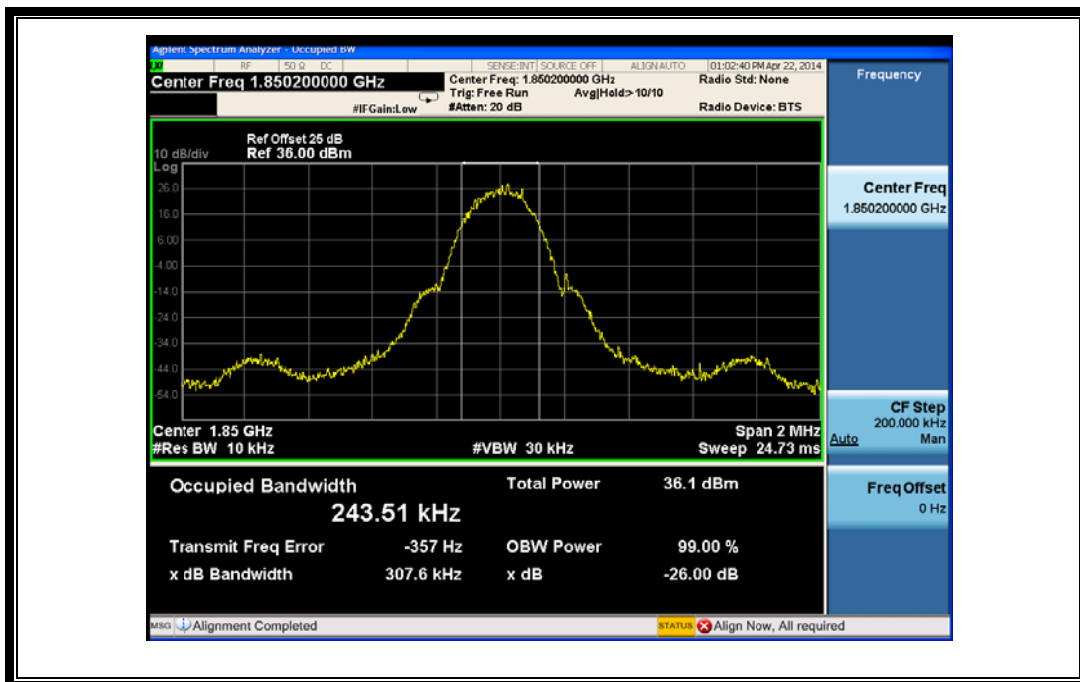 Agilent Spectrum Analyzer - Occupied BW
RF 50 Ω DC SENSE:INT SOURCE OFF ALIGN AUTO 01:02:40 PM Apr 22, 2014
Center Freq 1.850200000 GHz
Center Freq: 1.850200000 GHz
Radio Std: None
Trig: Free Run Avg|Hold:> 10/10
#IFGain:Low
#Atten: 20 dB
Radio Device: BTS
Frequency
Ref Offset 25 dB
10 dB/div Ref 36.00 dBm
Log
26.0
16.0
6.00
-4.00
-14.0
-24.0
-34.0
-44.0
-54.0
Center 1.85 GHz Span 2 MHz
#Res BW 10 kHz #VBW 30 kHz Sweep 24.73 ms
Center Freq
1.850200000 GHz
CF Step
200.000 kHz
Auto Man
Freq Offset
0 Hz
Occupied Bandwidth Total Power 36.1 dBm
243.51 kHz
Transmit Freq Error -357 Hz OBW Power 99.00 %
x dB Bandwidth 307.6 kHz x dB -26.00 dB
MSG Alignment Completed STATUS Align Now, All required